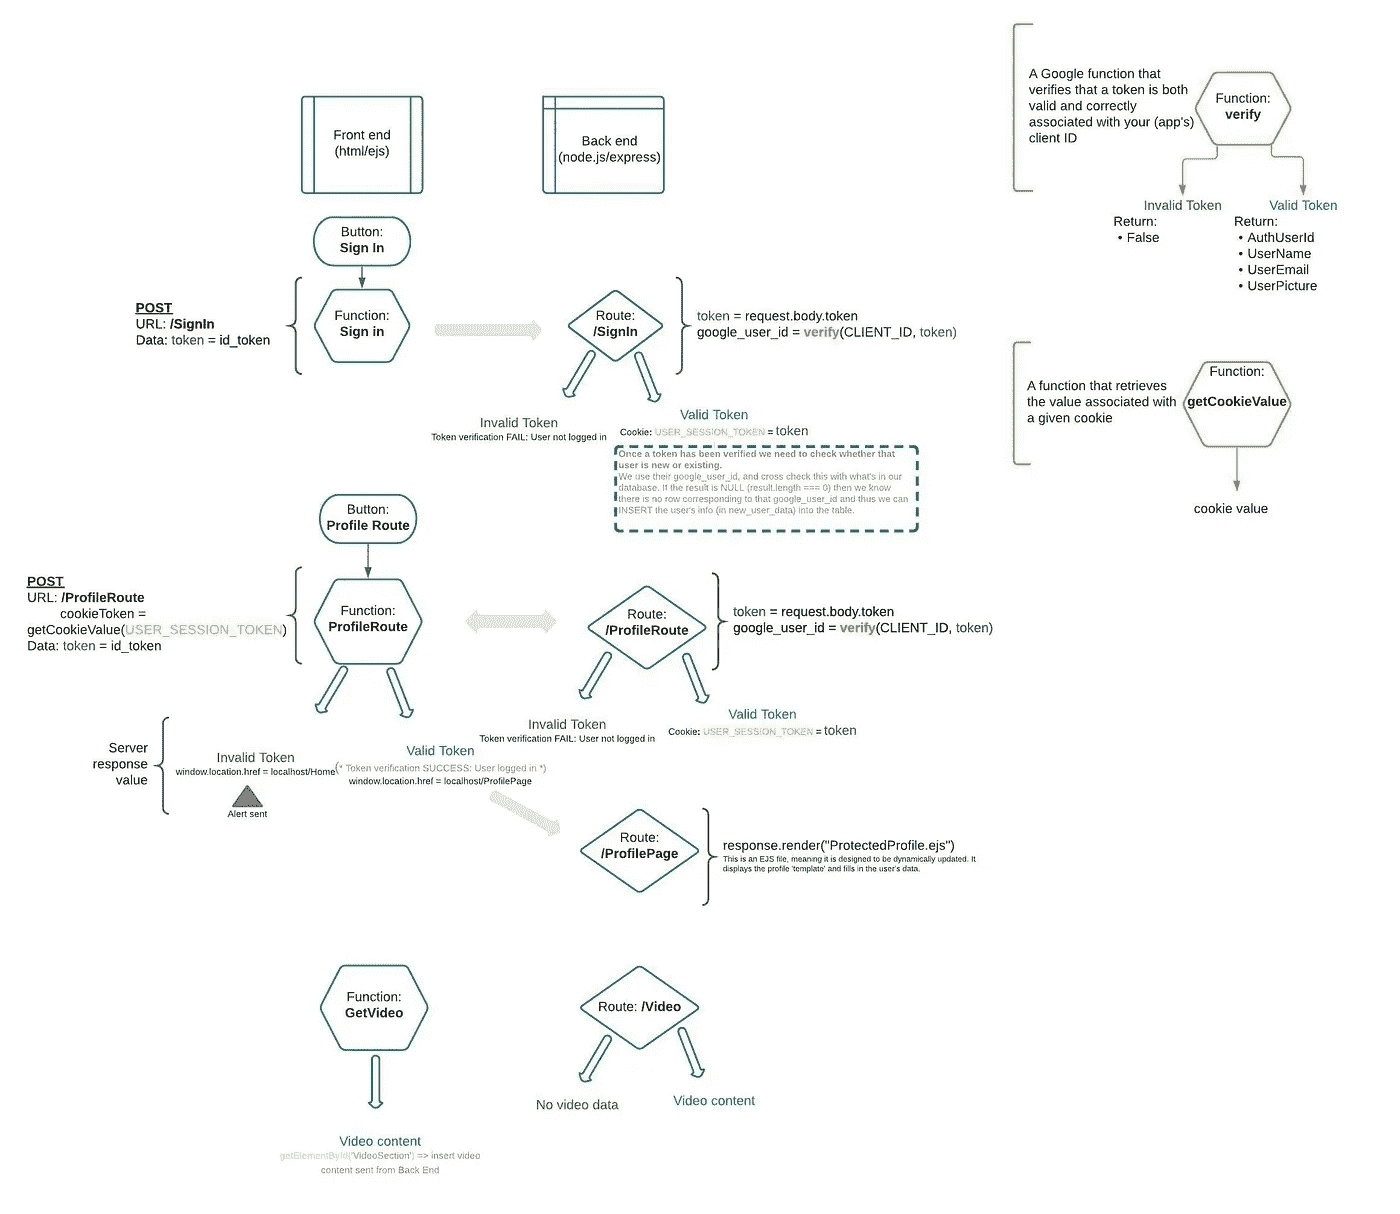 Front end
(html/ejs)
Back end
(node.js/express)
A Google function that
verifies that a token is both
valid and correctly
associated with your (app's)
client ID
Function:
verify
Invalid Token
Return:
• False
Valid Token
Return:
• AuthUserId
• UserName
• UserEmail
• UserPicture
Button:
Sign In
POST
URL: /SignIn
Data: token = id_token
Function:
Sign in
Route:
/SignIn
token = request.body.token
google_user_id = verify(CLIENT_ID, token)
Invalid Token
Token verification FAIL: User not logged in
Valid Token
Cookie: USER_SESSION_TOKEN = token
Once a token has been verified we need to check whether that
user is new or existing.
We use their google_user_id, and cross check this with what's in our
database. If the result is NULL (result.length === 0) then we know
there is no row corresponding to that google_user_id and thus we can
INSERT the user's info (in new_user_data) into the table.
A function that retrieves
the value associated with
a given cookie
Function:
getCookieValue
cookie value
Button:
Profile Route
POST
URL: /ProfileRoute
cookieToken =
getCookieValue(USER_SESSION_TOKEN)
Data: token = id_token
Function:
ProfileRoute
Route:
/ProfileRoute
token = request.body.token
google_user_id = verify(CLIENT_ID, token)
Invalid Token
Token verification FAIL: User not logged in
Valid Token
Cookie: USER_SESSION_TOKEN = token
Server
response
value
Invalid Token
window.location.href = localhost/Home
Alert sent
Valid Token
(* Token verification SUCCESS: User logged in *)
window.location.href = localhost/ProfilePage
Route:
/ProfilePage
response.render("ProtectedProfile.ejs")
This is an EJS file, meaning it is designed to be dynamically updated. It
displays the profile 'template' and fills in the user's data.
Function:
GetVideo
Route: /Video
No video data
Video content
Video content
getElementById('VideoSection') => insert video
content sent from Back End